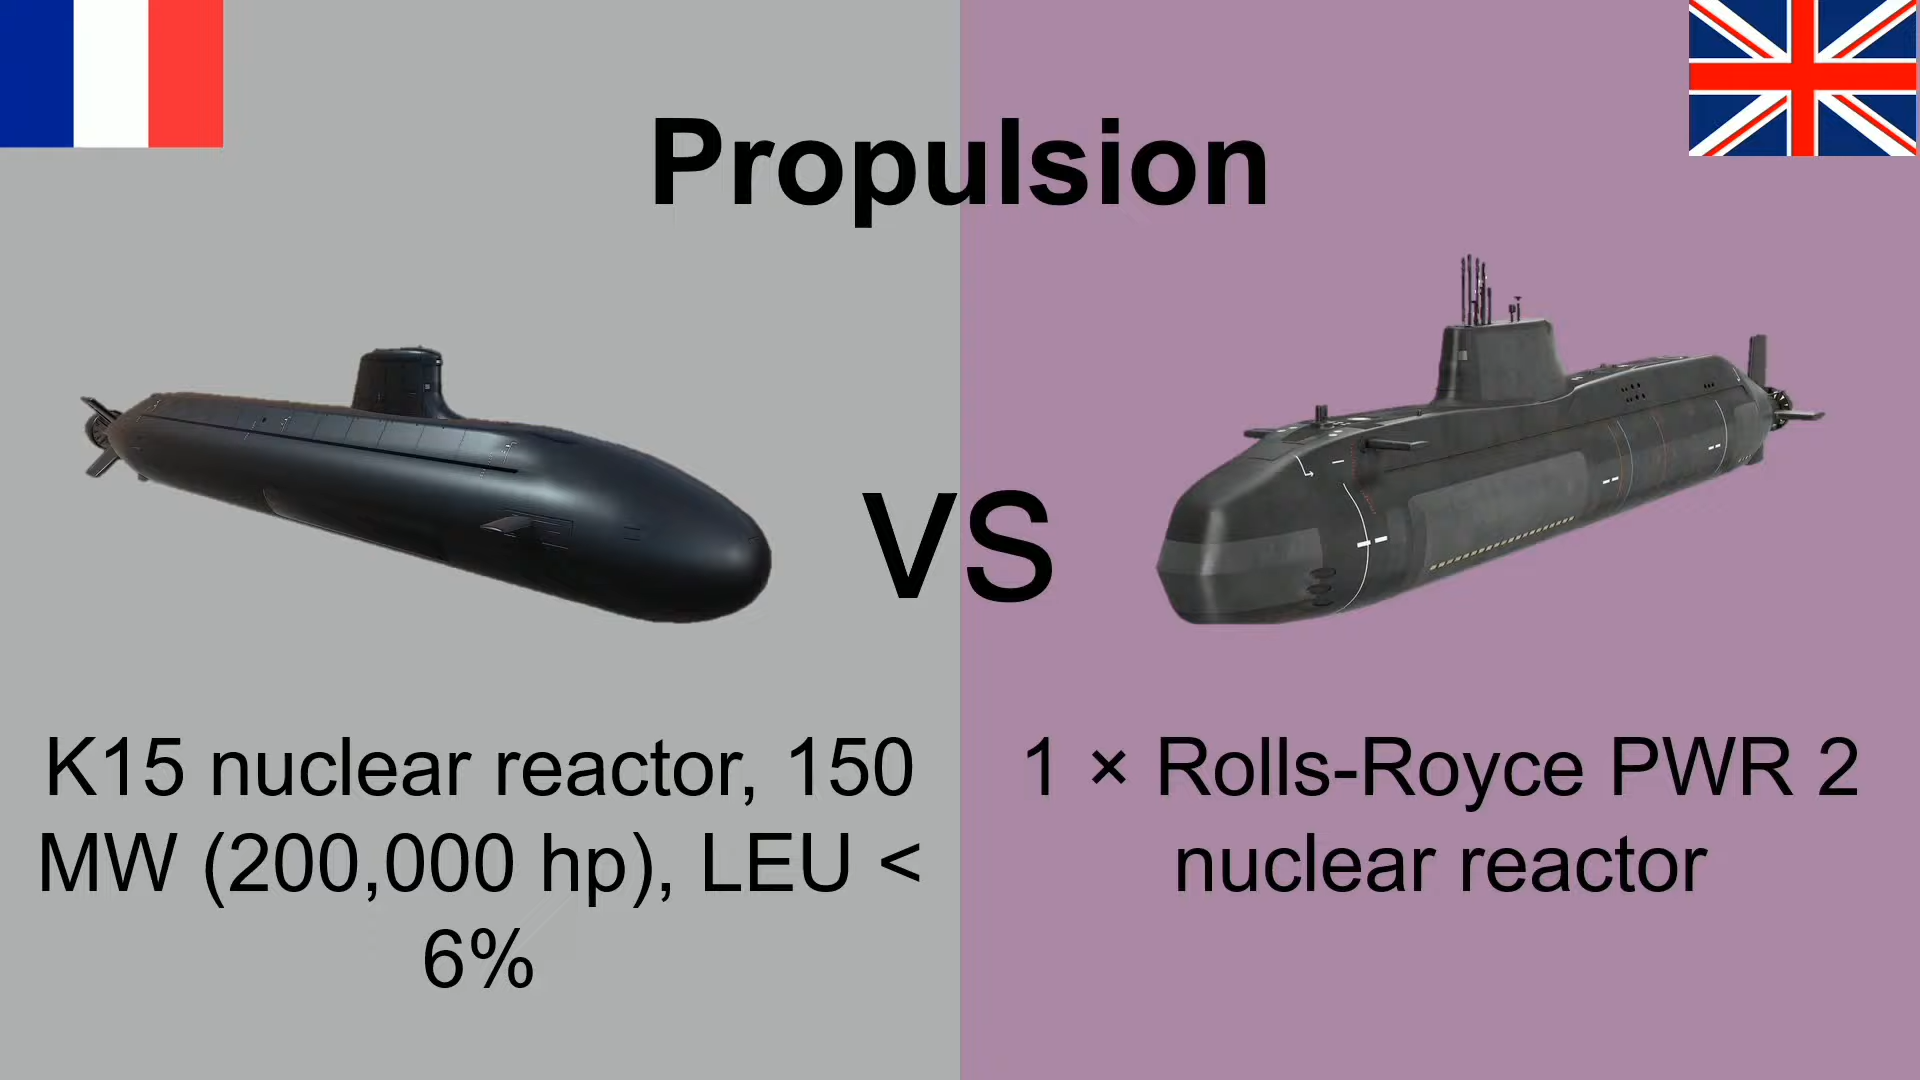 Propulsion
vs
K15 nuclear reactor, 150
MW (200,000 hp), LEU <
6%
1 × Rolls-Royce PWR 2
nuclear reactor